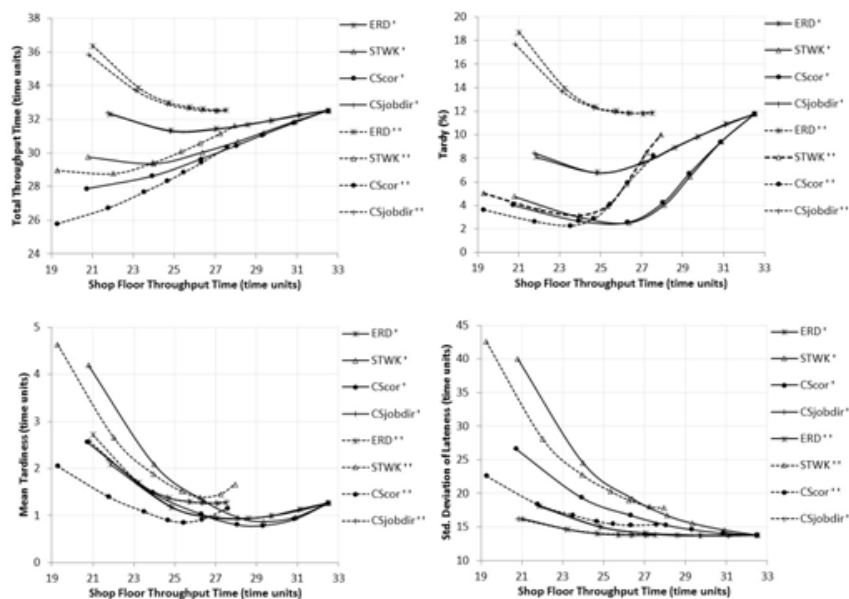 Total Throughput Time (time units)
38
36
34
32
30
28
26
24
19 21 23 25 27 29 31 33
Shop Floor Throughput Time (time units)
ERD⁺
STWK⁺
CScor⁺
CSjobdir⁺
ERD⁺⁺
STWK⁺⁺
CScor⁺⁺
CSjobdir⁺⁺
Tardy (%)
20
18
16
14
12
10
8
6
4
2
0
19 21 23 25 27 29 31 33
Shop Floor Throughput Time (time units)
ERD⁺
STWK⁺
CScor⁺
CSjobdir⁺
ERD⁺⁺
STWK⁺⁺
CScor⁺⁺
CSjobdir⁺⁺
Mean Tardiness (time units)
5
4
3
2
1
0
19 21 23 25 27 29 31 33
Shop Floor Throughput Time (time units)
ERD⁺
STWK⁺
CScor⁺
CSjobdir⁺
ERD⁺⁺
STWK⁺⁺
CScor⁺⁺
CSjobdir⁺⁺
Std. Deviation of Lateness (time units)
45
40
35
30
25
20
15
10
19 21 23 25 27 29 31 33
Shop Floor Throughput Time (time units)
ERD⁺
STWK⁺
CScor⁺
CSjobdir⁺
ERD⁺⁺
STWK⁺⁺
CScor⁺⁺
CSjobdir⁺⁺